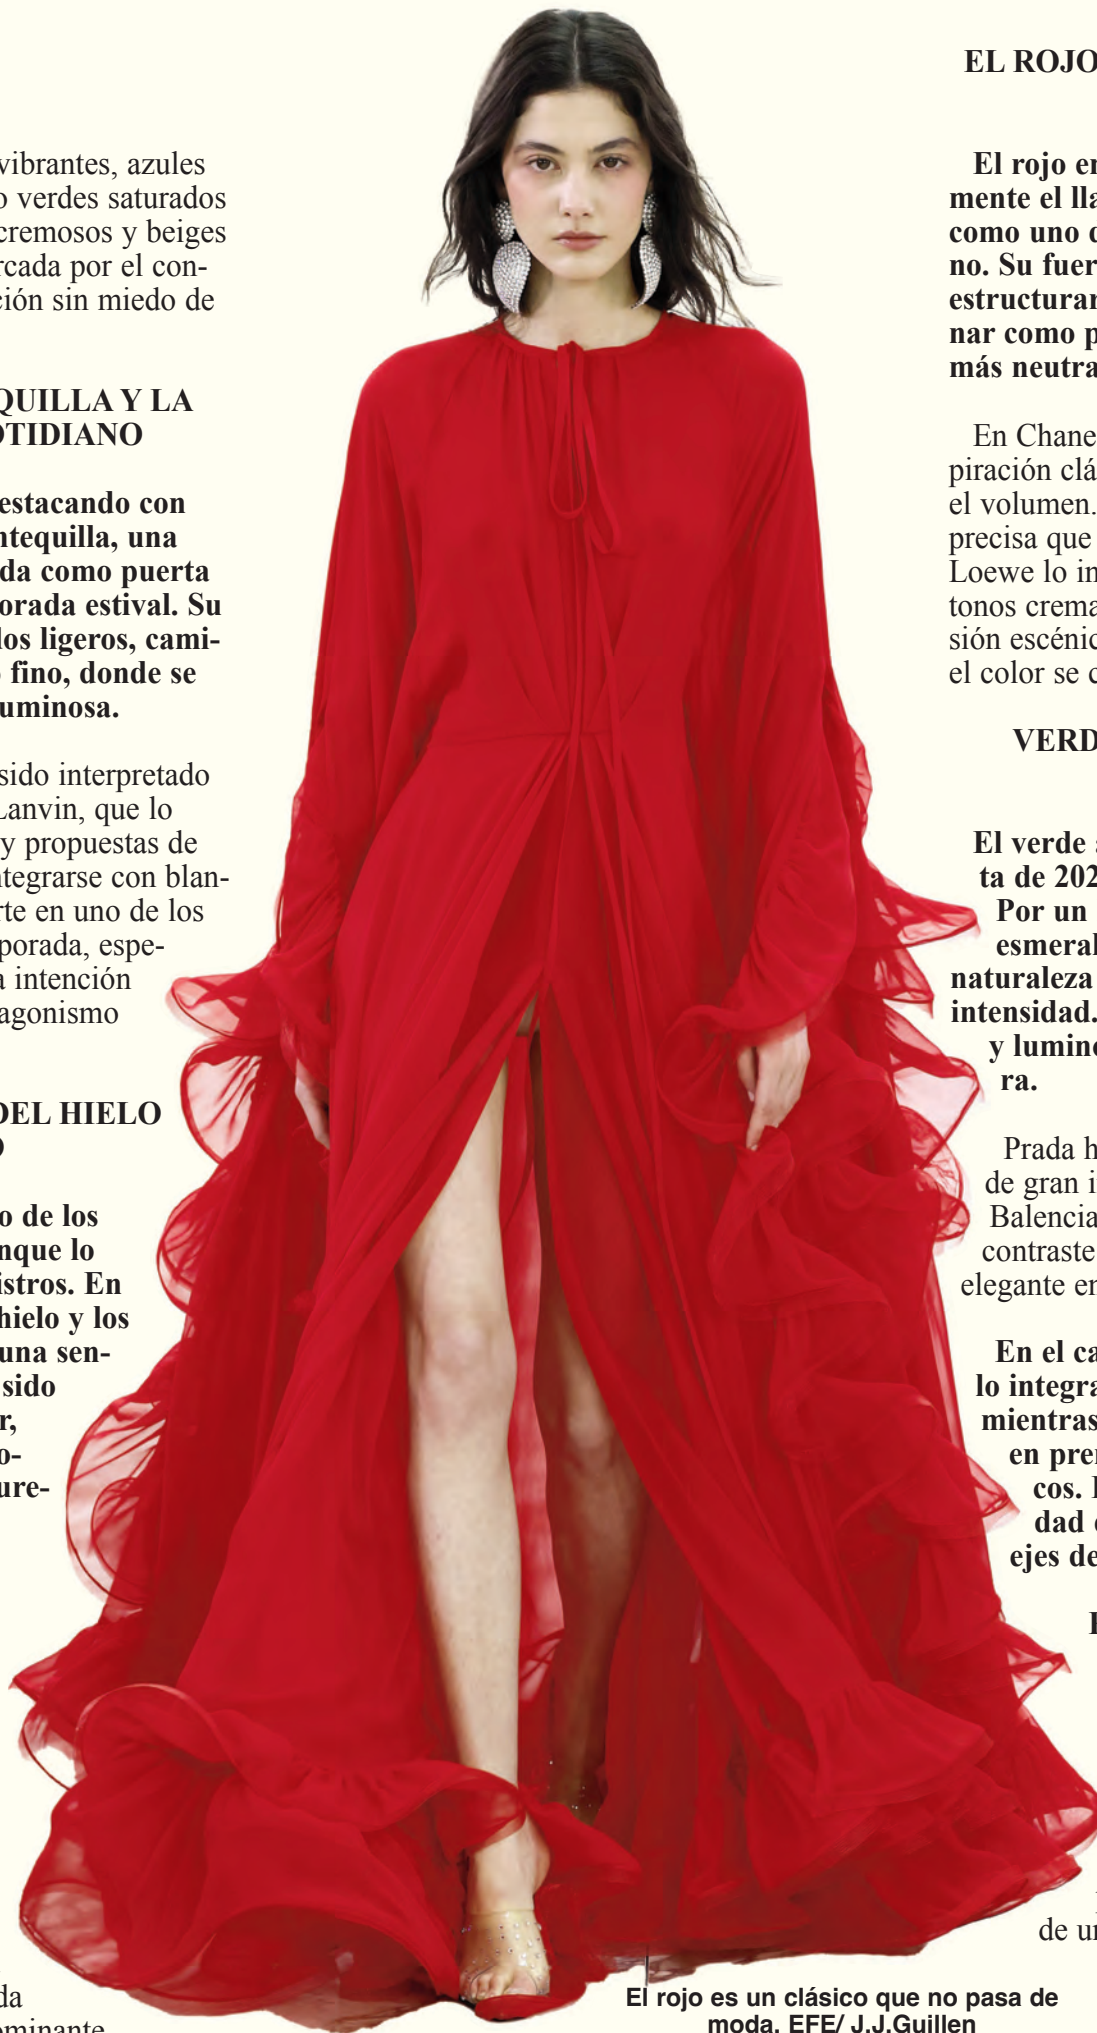 vibrantes, azules
verdes saturados
cremosos y beiges
rcada por el con-
ción sin miedo de
QUILLA Y LA
OTIDIANO
estacando con
ntequilla, una
da como puerta
orada estival. Su
los ligeros, cami-
fino, donde se
uminosa.
sido interpretado
Lanvin, que lo
y propuestas de
ntegrarse con blan-
rte en uno de los
porada, espe-
a intención
agonismo
DEL HIELO
O
o de los
nque lo
istros. En
hielo y los
una sen-
sido
r,
o-
ure-
da
ominante
EL ROJO
El rojo en
mente el lla
como uno d
no. Su fuer
estructurar
nar como p
más neutra
En Chane
piración clá
el volumen.
precisa que
Loewe lo in
tonos crema
sión escénic
el color se c
VERD
El verde a
ta de 202
Por un
esmeral
naturaleza
intensidad.
y lumino
ra.
Prada h
de gran i
Balencia
contraste
elegante en
En el ca
lo integra
mientras
en pren
cos. 
dad
ejes de
de un
El rojo es un clásico que no pasa de
moda. EFE/ J.J.Guillen